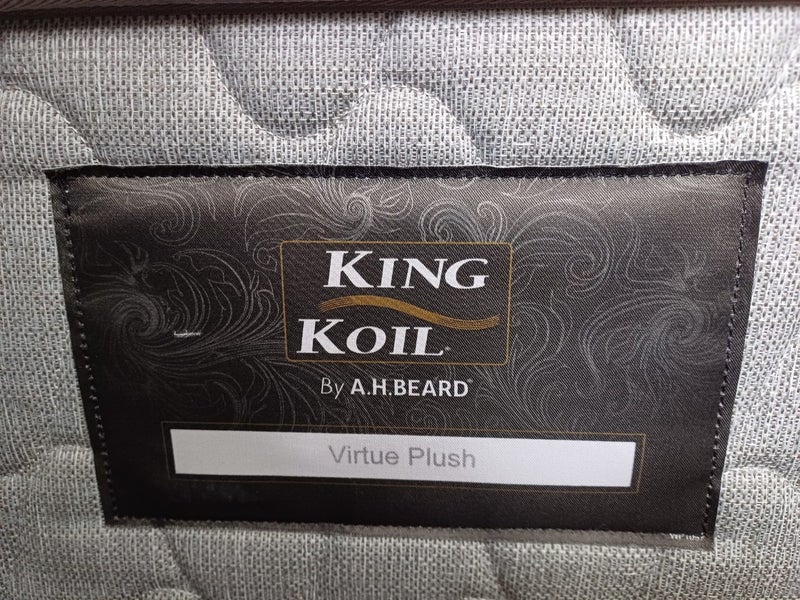 KING
KOIL
By A.H.BEARD
Virtue Plush